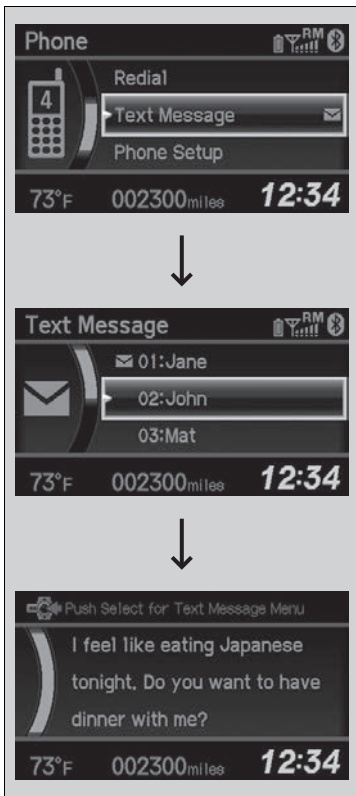 Phone
RM
4
Redial
Text Message
Phone Setup
73°F 002300miles 12:34
Text Message
RM
01:Jane
02:John
03:Mat
73°F 002300miles 12:34
Push Select for Text Message Menu
I feel like eating Japanese
tonight. Do you want to have
dinner with me?
73°F 002300miles 12:34